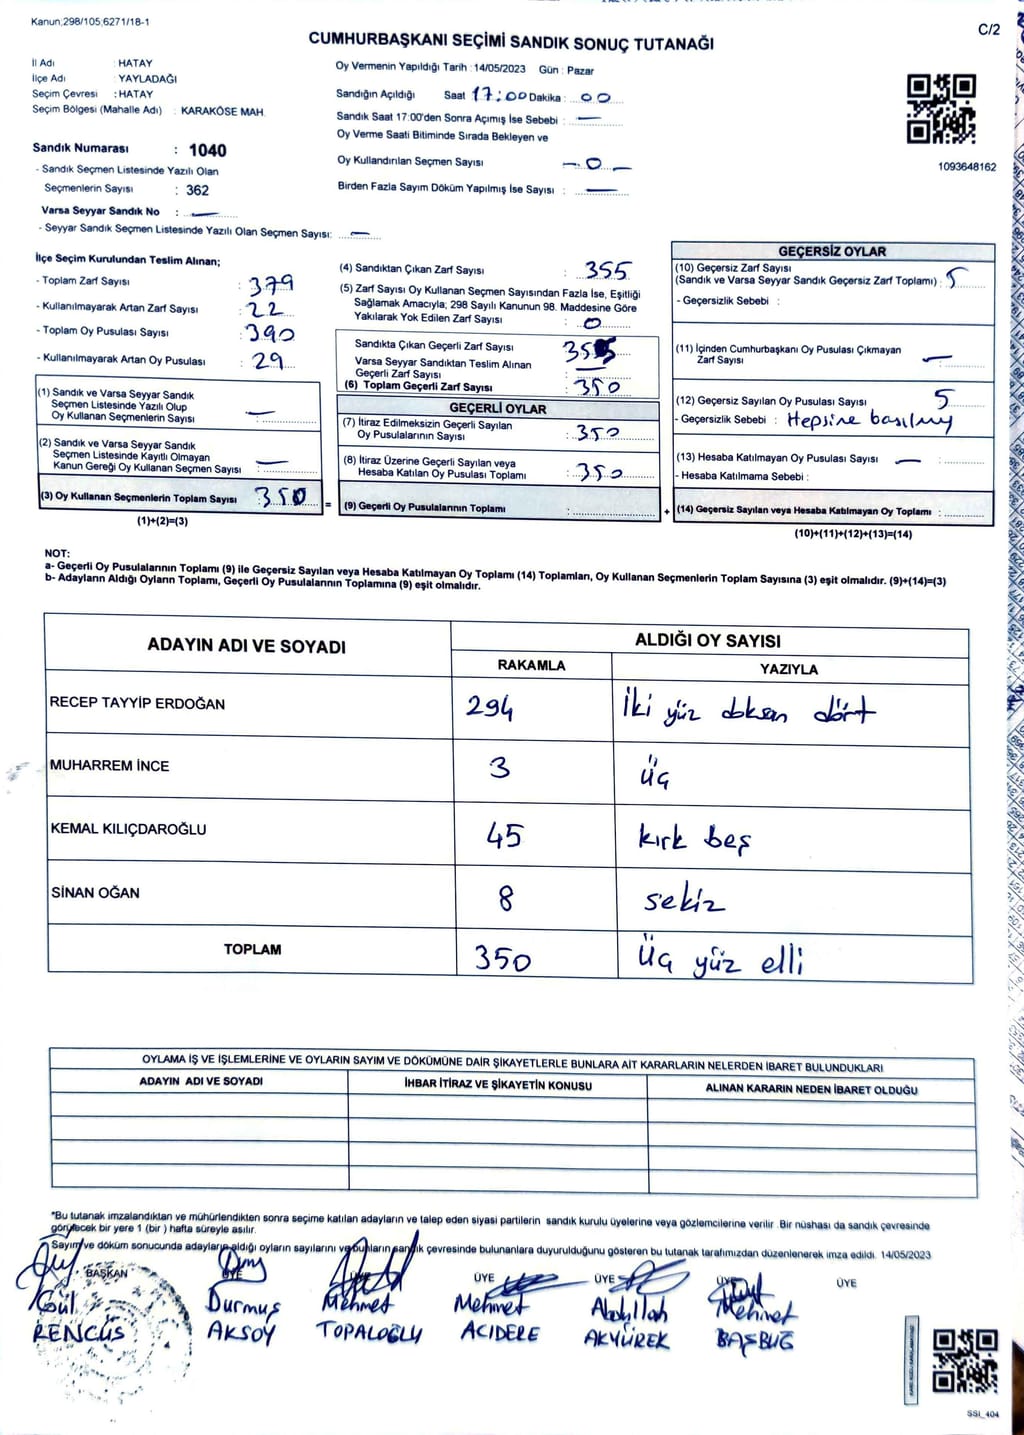 Kanun,298/105,6271/18-1
C/2
CUMHURBAŞKANI SEÇİMİ SANDIK SONUÇ TUTANAĞI
İl Adı : HATAY
İlçe Adı : YAYLADAĞI
Seçim Çevresi : HATAY
Seçim Bölgesi (Mahalle Adı) : KARAKÖSE MAH.
Sandık Numarası : 1040
- Sandık Seçmen Listesinde Yazılı Olan
Seçmenlerin Sayısı : 362
Varsa Seyyar Sandık No : —
- Seyyar Sandık Seçmen Listesinde Yazılı Olan Seçmen Sayısı: —
Oy Vermenin Yapıldığı Tarih : 14/05/2023 Gün : Pazar
Sandığın Açıldığı Saat 17:00 Dakika : 00
Sandık Saat 17:00'den Sonra Açımış İse Sebebi : —
Oy Verme Saati Bitiminde Sırada Bekleyen ve
Oy Kullandırılan Seçmen Sayısı — 0 —
Birden Fazla Sayım Döküm Yapılmış İse Sayısı : —
1093648162
İlçe Seçim Kurulundan Teslim Alınan;
- Toplam Zarf Sayısı : 379
- Kullanılmayarak Artan Zarf Sayısı : 22
- Toplam Oy Pusulası Sayısı : 390
- Kullanılmayarak Artan Oy Pusulası : 29
(1) Sandık ve Varsa Seyyar Sandık
Seçmen Listesinde Yazılı Olup
Oy Kullanan Seçmenlerin Sayısı : —
(2) Sandık ve Varsa Seyyar Sandık
Seçmen Listesinde Kayıtlı Olmayan
Kanun Gereği Oy Kullanan Seçmen Sayısı : —
(3) Oy Kullanan Seçmenlerin Toplam Sayısı : 350
(1)+(2)=(3)
(4) Sandıktan Çıkan Zarf Sayısı : 355
(5) Zarf Sayısı Oy Kullanan Seçmen Sayısından Fazla İse, Eşitliği
Sağlamak Amacıyla; 298 Sayılı Kanunun 98. Maddesine Göre
Yakılarak Yok Edilen Zarf Sayısı : 0
Sandıkta Çıkan Geçerli Zarf Sayısı
Varsa Seyyar Sandıktan Teslim Alınan
Geçerli Zarf Sayısı : —
(6) Toplam Geçerli Zarf Sayısı : 350
GEÇERLİ OYLAR
(7) İtiraz Edilmeksizin Geçerli Sayılan
Oy Pusulalarının Sayısı : 350
(8) İtiraz Üzerine Geçerli Sayılan veya
Hesaba Katılan Oy Pusulası Toplamı : 350
= (9) Geçerli Oy Pusulalarının Toplamı :
GEÇERSİZ OYLAR
(10) Geçersiz Zarf Sayısı
(Sandık ve Varsa Seyyar Sandık Geçersiz Zarf Toplamı) : 5
- Geçersizlik Sebebi :
(11) İçinden Cumhurbaşkanı Oy Pusulası Çıkmayan
Zarf Sayısı : —
(12) Geçersiz Sayılan Oy Pusulası Sayısı 5
- Geçersizlik Sebebi : Hepsine basılmış
(13) Hesaba Katılmayan Oy Pusulası Sayısı : —
- Hesaba Katılmama Sebebi :
+ (14) Geçersiz Sayılan veya Hesaba Katılmayan Oy Toplamı :
(10)+(11)+(12)+(13)=(14)
NOT:
a- Geçerli Oy Pusulalarının Toplamı (9) ile Geçersiz Sayılan veya Hesaba Katılmayan Oy Toplamı (14) Toplamları, Oy Kullanan Seçmenlerin Toplam Sayısına (3) eşit olmalıdır. (9)+(14)=(3)
b- Adayların Aldığı Oyların Toplamı, Geçerli Oy Pusulalarının Toplamına (9) eşit olmalıdır.
ADAYIN ADI VE SOYADI ALDIĞI OY SAYISI
RAKAMLA YAZIYLA
RECEP TAYYİP ERDOĞAN 294 İki yüz doksan dört
MUHARREM İNCE 3 üç
KEMAL KILIÇDAROĞLU 45 kırk beş
SİNAN OĞAN 8 sekiz
TOPLAM 350 Üç yüz elli
OYLAMA İŞ VE İŞLEMLERİNE VE OYLARIN SAYIM VE DÖKÜMÜNE DAİR ŞİKAYETLERLE BUNLARA AİT KARARLARIN NELERDEN İBARET BULUNDUKLARI
ADAYIN ADI VE SOYADI İHBAR İTİRAZ VE ŞİKAYETİN KONUSU ALINAN KARARIN NEDEN İBARET OLDUĞU
*Bu tutanak imzalandıktan ve mühürlendikten sonra seçime katılan adayların ve talep eden siyasi partilerin sandık kurulu üyelerine veya gözlemcilerine verilir. Bir nüshası da sandık çevresinde
görülecek bir yere 1 (bir ) hafta süreyle asılır.
Sayım ve döküm sonucunda adayların aldığı oyların sayılarını ve bunların sandık çevresinde bulunanlara duyurulduğunu gösteren bu tutanak tarafımızdan düzenlenerek imza edildi. 14/05/2023
BAŞKAN ÜYE ÜYE ÜYE ÜYE ÜYE
Gül Durmuş Mehmet Mehmet Abdullah Mehmet
AKSOY TOPALOĞLU ACIDERE AKYÜREK BAŞBUĞ
SSI_404